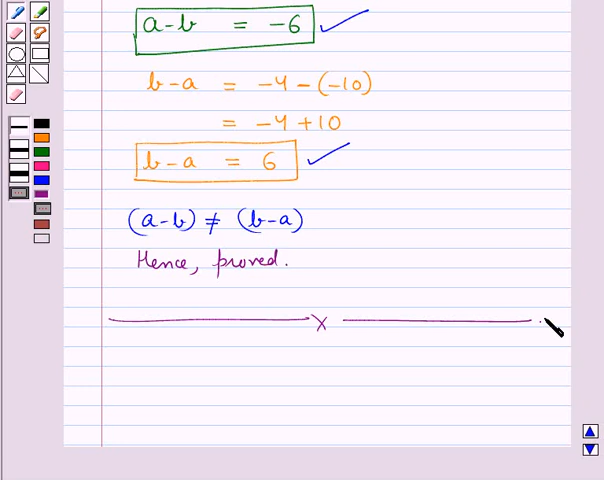 a-b = -6
b-a = -4-(-10)
= -4+10
b-a = 6
(a-b) ≠ (b-a)
Hence, proved.
x